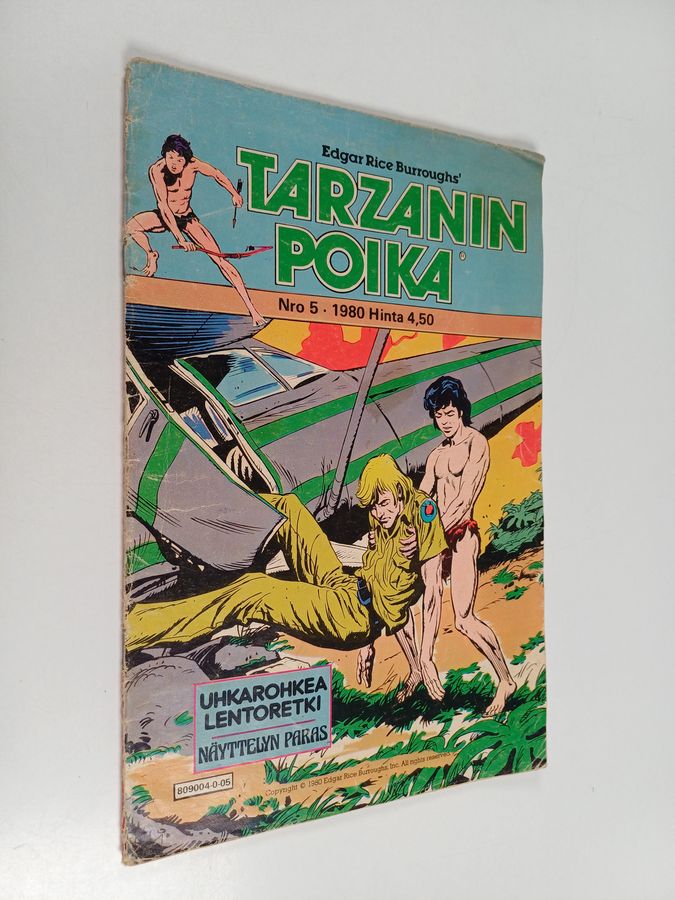 Edgar Rice Burroughs'
TARZANIN
POIKA®
Nro 5 · 1980 Hinta 4,50
UHKAROHKEA
LENTORETKI
NÄYTTELYN PARAS
809004-0-05
Copyright © 1980 Edgar Rice Burroughs, Inc. All rights reserved.